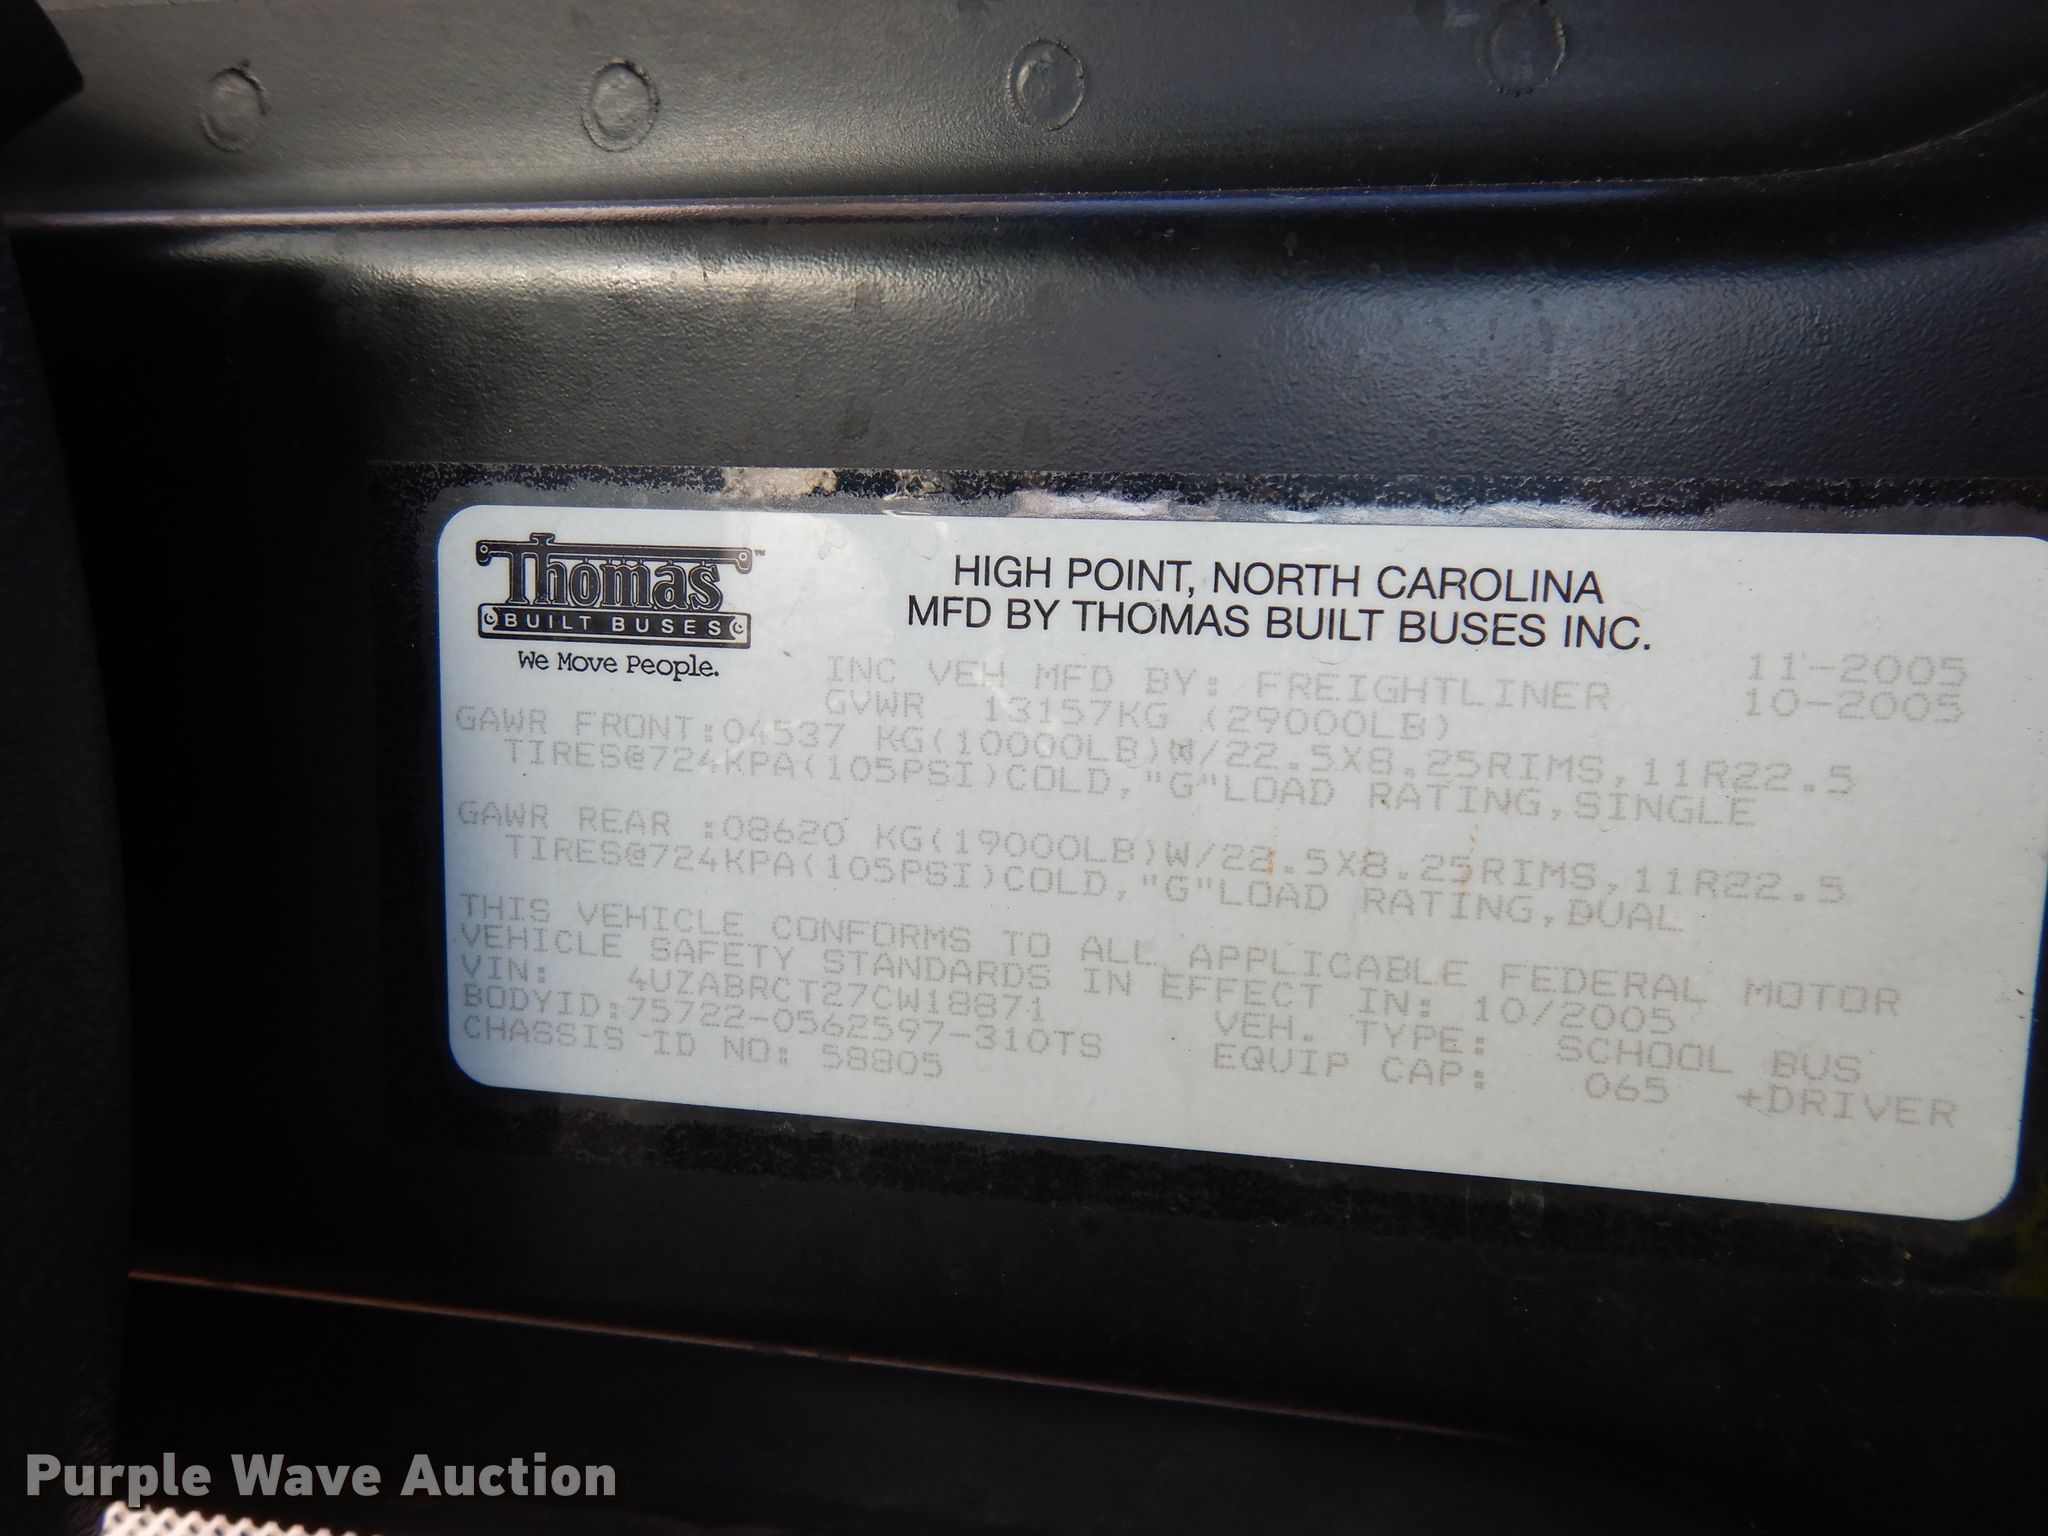 Thomas™
BUILT BUSES
We Move People.
HIGH POINT, NORTH CAROLINA
MFD BY THOMAS BUILT BUSES INC.
INC VEH MFD BY: FREIGHTLINER 11-2005
GVWR 13157KG (29000LB) 10-2005
GAWR FRONT:04537 KG(10000LB)W/22.5X8.25RIMS,11R22.5
TIRES@724KPA(105PSI)COLD,"G"LOAD RATING,SINGLE
GAWR REAR :08620 KG(19000LB)W/22.5X8.25RIMS,11R22.5
TIRES@724KPA(105PSI)COLD,"G"LOAD RATING,DUAL
THIS VEHICLE CONFORMS TO ALL APPLICABLE FEDERAL MOTOR
VEHICLE SAFETY STANDARDS IN EFFECT IN: 10/2005
VIN: 4UZABRCT27CW18871 VEH. TYPE: SCHOOL BUS
BODYID:75722-0562597-310TS EQUIP CAP: 065 +DRIVER
CHASSIS ID NO: 58805
Purple Wave Auction